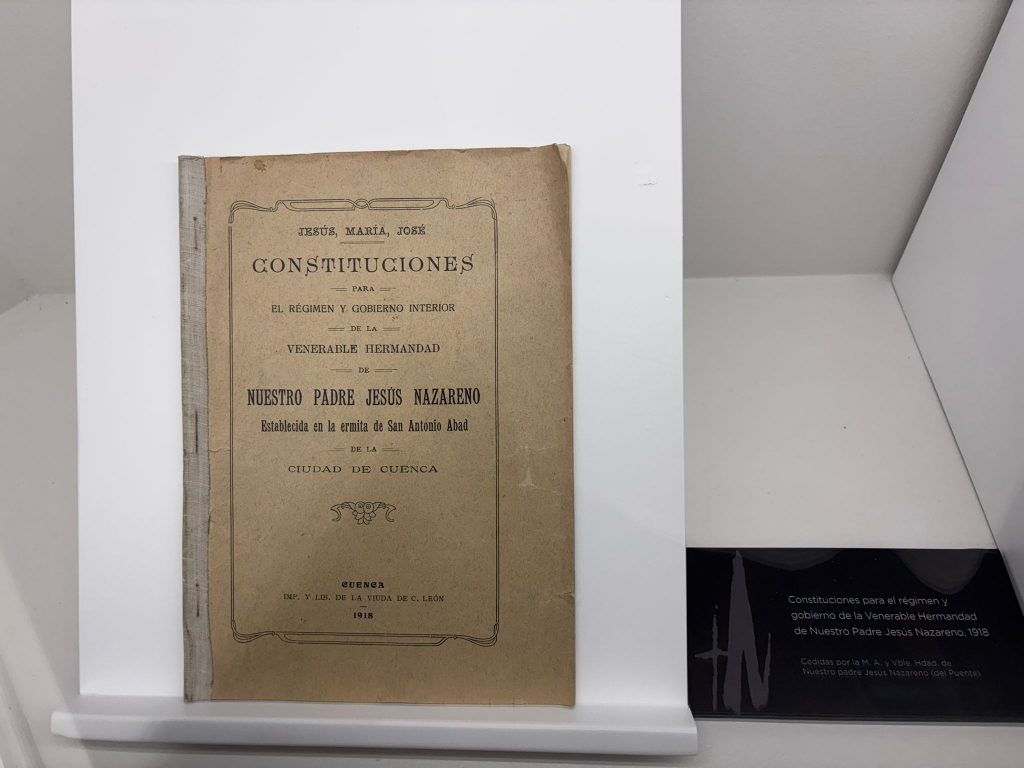 JESÚS, MARÍA, JOSÉ
CONSTITUCIONES
PARA
EL RÉGIMEN Y GOBIERNO INTERIOR
DE LA
VENERABLE HERMANDAD
DE
NUESTRO PADRE JESÚS NAZARENO
Establecida en la ermita de San Antonio Abad
DE LA
CIUDAD DE CUENCA
CUENCA
IMP. Y LIB. DE LA VIUDA DE C. LEÓN
1918
Constituciones para el régimen y
gobierno de la Venerable Hermandad
de Nuestro Padre Jesús Nazareno, 1918
Cedidas por la M. A. y Vble. Hdad. de
Nuestro padre Jesús Nazareno (del Puente)
HN